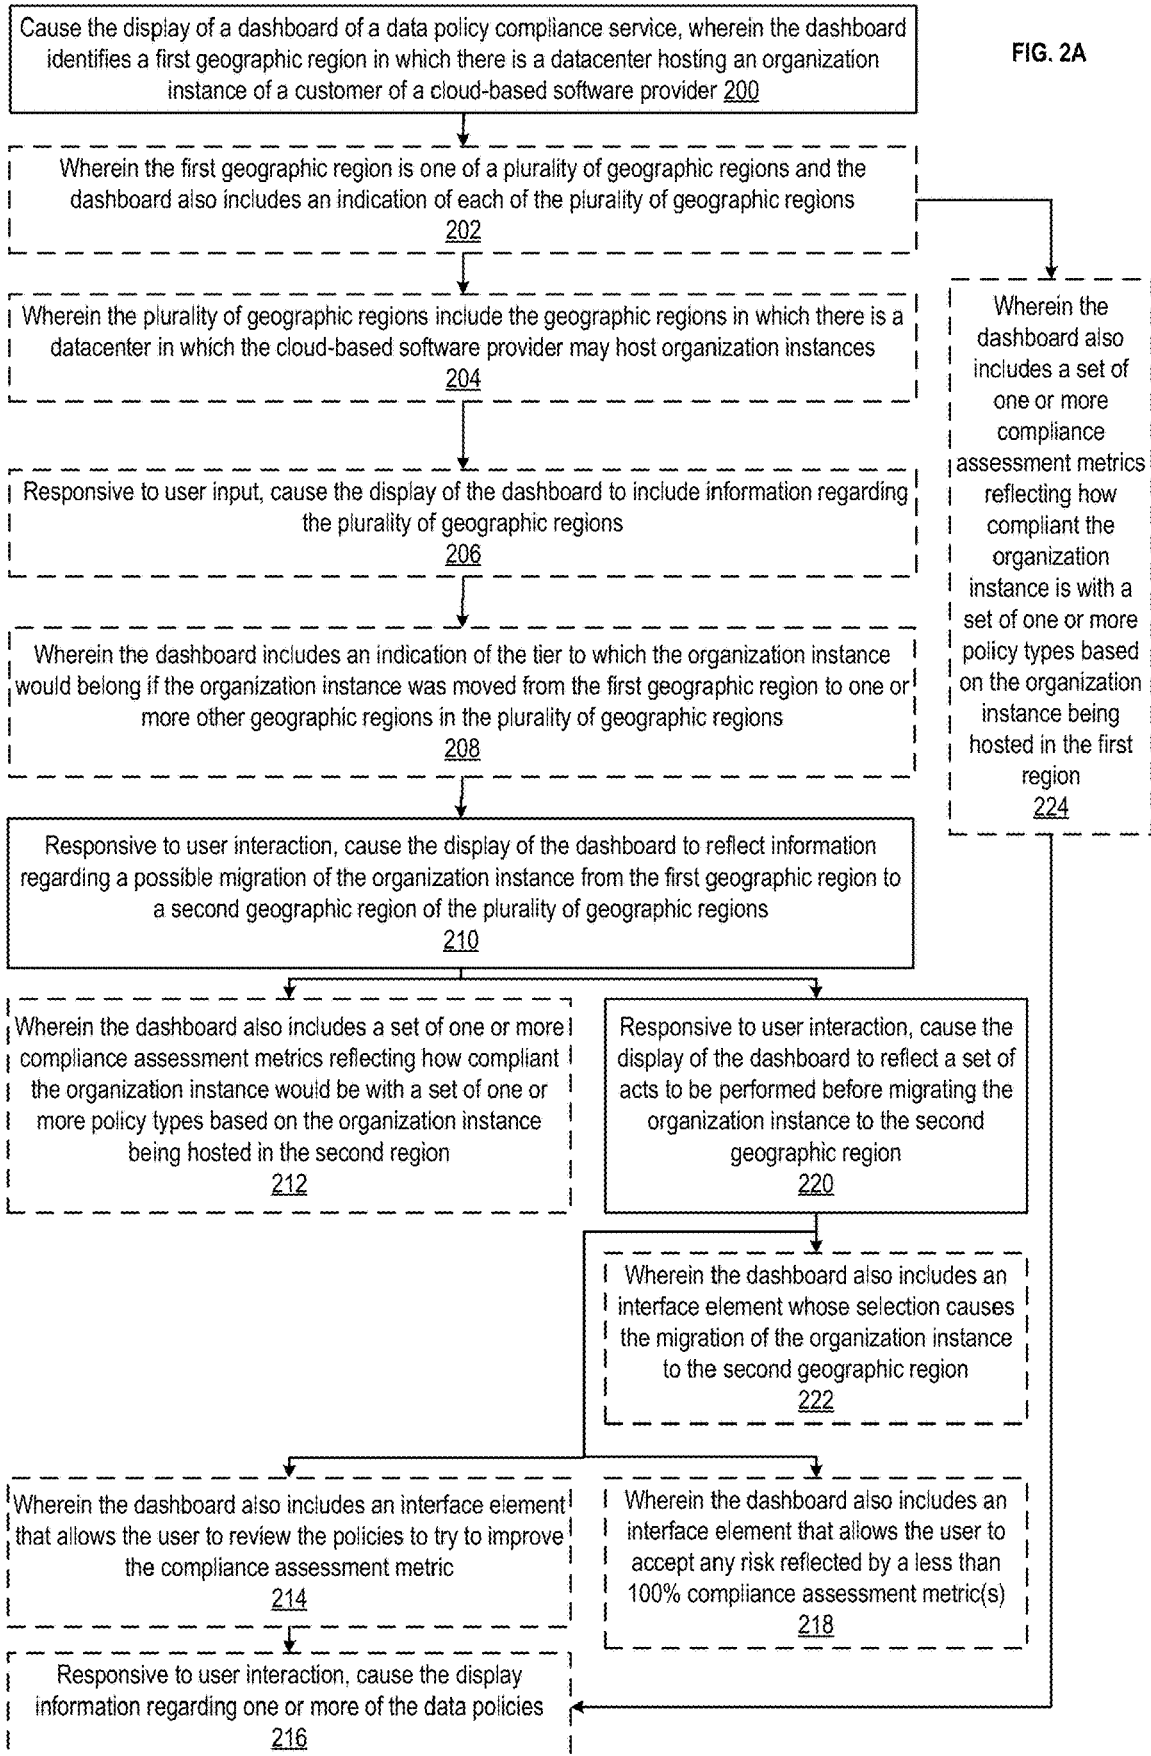 Cause the display of a dashboard of a data policy compliance service, wherein the dashboard
identifies a first geographic region in which there is a datacenter hosting an organization
instance of a customer of a cloud-based software provider 200
FIG. 2A
Wherein the first geographic region is one of a plurality of geographic regions and the
dashboard also includes an indication of each of the plurality of geographic regions
202
Wherein the plurality of geographic regions include the geographic regions in which there is a
datacenter in which the cloud-based software provider may host organization instances
204
Wherein the
dashboard also
includes a set of
one or more
compliance
assessment metrics
reflecting how
compliant the
organization
instance is with a
set of one or more
policy types based
on the organization
instance being
hosted in the first
region
224
Responsive to user input, cause the display of the dashboard to include information regarding
the plurality of geographic regions
206
Wherein the dashboard includes an indication of the tier to which the organization instance
would belong if the organization instance was moved from the first geographic region to one or
more other geographic regions in the plurality of geographic regions
208
Responsive to user interaction, cause the display of the dashboard to reflect information
regarding a possible migration of the organization instance from the first geographic region to
a second geographic region of the plurality of geographic regions
210
Wherein the dashboard also includes a set of one or more
compliance assessment metrics reflecting how compliant
the organization instance would be with a set of one or
more policy types based on the organization instance
being hosted in the second region
212
Responsive to user interaction, cause the
display of the dashboard to reflect a set of
acts to be performed before migrating the
organization instance to the second
geographic region
220
Wherein the dashboard also includes an
interface element whose selection causes
the migration of the organization instance
to the second geographic region
222
Wherein the dashboard also includes an interface element
that allows the user to review the policies to try to improve
the compliance assessment metric
214
Wherein the dashboard also includes an
interface element that allows the user to
accept any risk reflected by a less than
100% compliance assessment metric(s)
218
Responsive to user interaction, cause the display
information regarding one or more of the data policies
216